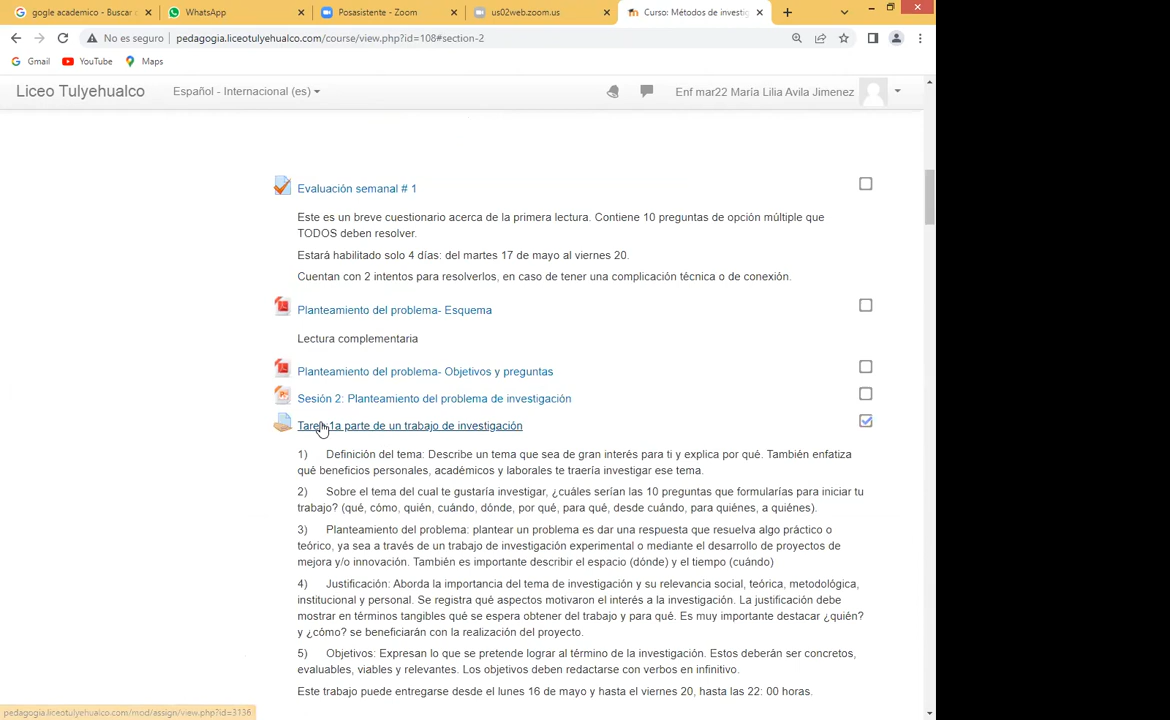 gogle academico - Buscar c
WhatsApp
Posasistente - Zoom
us02web.zoom.us
Curso: Métodos de investiga
No es seguro
pedagogia.liceotulyehualco.com/course/view.php?id=108#section-2
Gmail
YouTube
Maps
Liceo Tulyehualco
Español - Internacional (es)
Enf mar22 María Lilia Avila Jimenez
Evaluación semanal # 1
Este es un breve cuestionario acerca de la primera lectura. Contiene 10 preguntas de opción múltiple que
TODOS deben resolver.
Estará habilitado solo 4 días: del martes 17 de mayo al viernes 20.
Cuentan con 2 intentos para resolverlos, en caso de tener una complicación técnica o de conexión.
Planteamiento del problema- Esquema
Lectura complementaria
Planteamiento del problema- Objetivos y preguntas
Sesión 2: Planteamiento del problema de investigación
Tarea 1a parte de un trabajo de investigación
1) Definición del tema: Describe un tema que sea de gran interés para ti y explica por qué. También enfatiza
qué beneficios personales, académicos y laborales te traería investigar ese tema.
2) Sobre el tema del cual te gustaría investigar, ¿cuáles serían las 10 preguntas que formularías para iniciar tu
trabajo? (qué, cómo, quién, cuándo, dónde, por qué, para qué, desde cuándo, para quiénes, a quiénes).
3) Planteamiento del problema: plantear un problema es dar una respuesta que resuelva algo práctico o
teórico, ya sea a través de un trabajo de investigación experimental o mediante el desarrollo de proyectos de
mejora y/o innovación. También es importante describir el espacio (dónde) y el tiempo (cuándo)
4) Justificación: Aborda la importancia del tema de investigación y su relevancia social, teórica, metodológica,
institucional y personal. Se registra qué aspectos motivaron el interés a la investigación. La justificación debe
mostrar en términos tangibles qué se espera obtener del trabajo y para qué. Es muy importante destacar ¿quién?
y ¿cómo? se beneficiarán con la realización del proyecto.
5) Objetivos: Expresan lo que se pretende lograr al término de la investigación. Estos deberán ser concretos,
evaluables, viables y relevantes. Los objetivos deben redactarse con verbos en infinitivo.
Este trabajo puede entregarse desde el lunes 16 de mayo y hasta el viernes 20, hasta las 22: 00 horas.
pedagogia.liceotulyehualco.com/mod/assign/view.php?id=3136